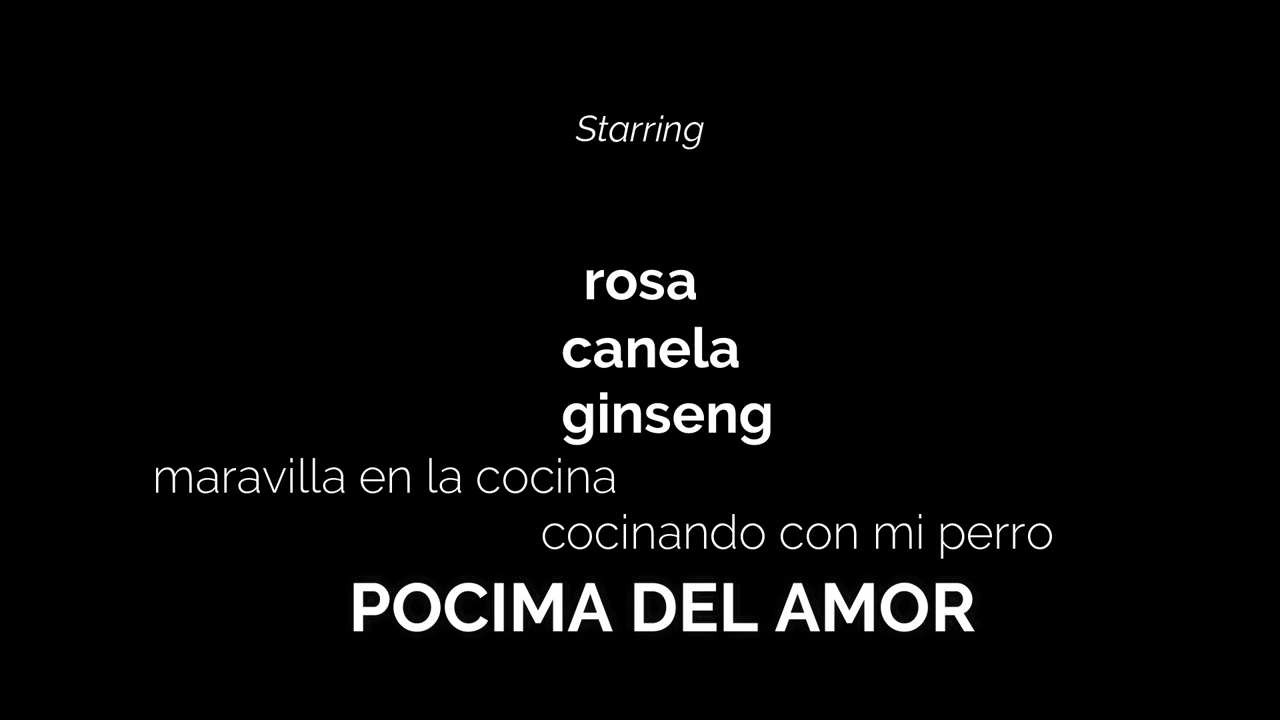 Starring
rosa
canela
ginseng
maravilla en la cocina
cocinando con mi perro
POCIMA DEL AMOR